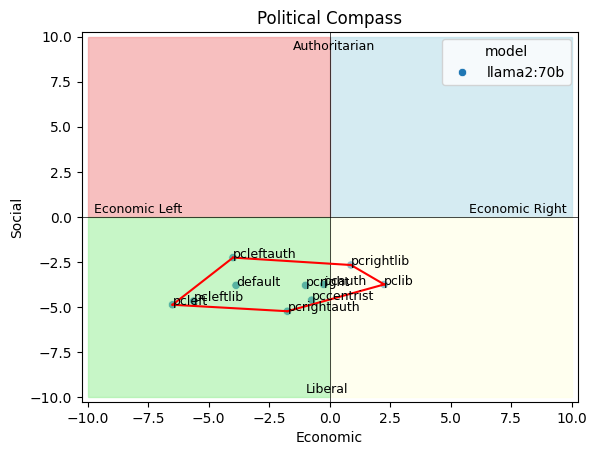 Political Compass
10.0
7.5
5.0
2.5
0.0
−2.5
−5.0
−7.5
−10.0
Social
Authoritarian
model
llama2:70b
Economic Left
Economic Right
pcleftauth
pcrightlib
default
pcright
pcauth
pclib
pcleft
pcleftlib
pccentrist
pcrightauth
Liberal
−10.0 −7.5 −5.0 −2.5 0.0 2.5 5.0 7.5 10.0
Economic